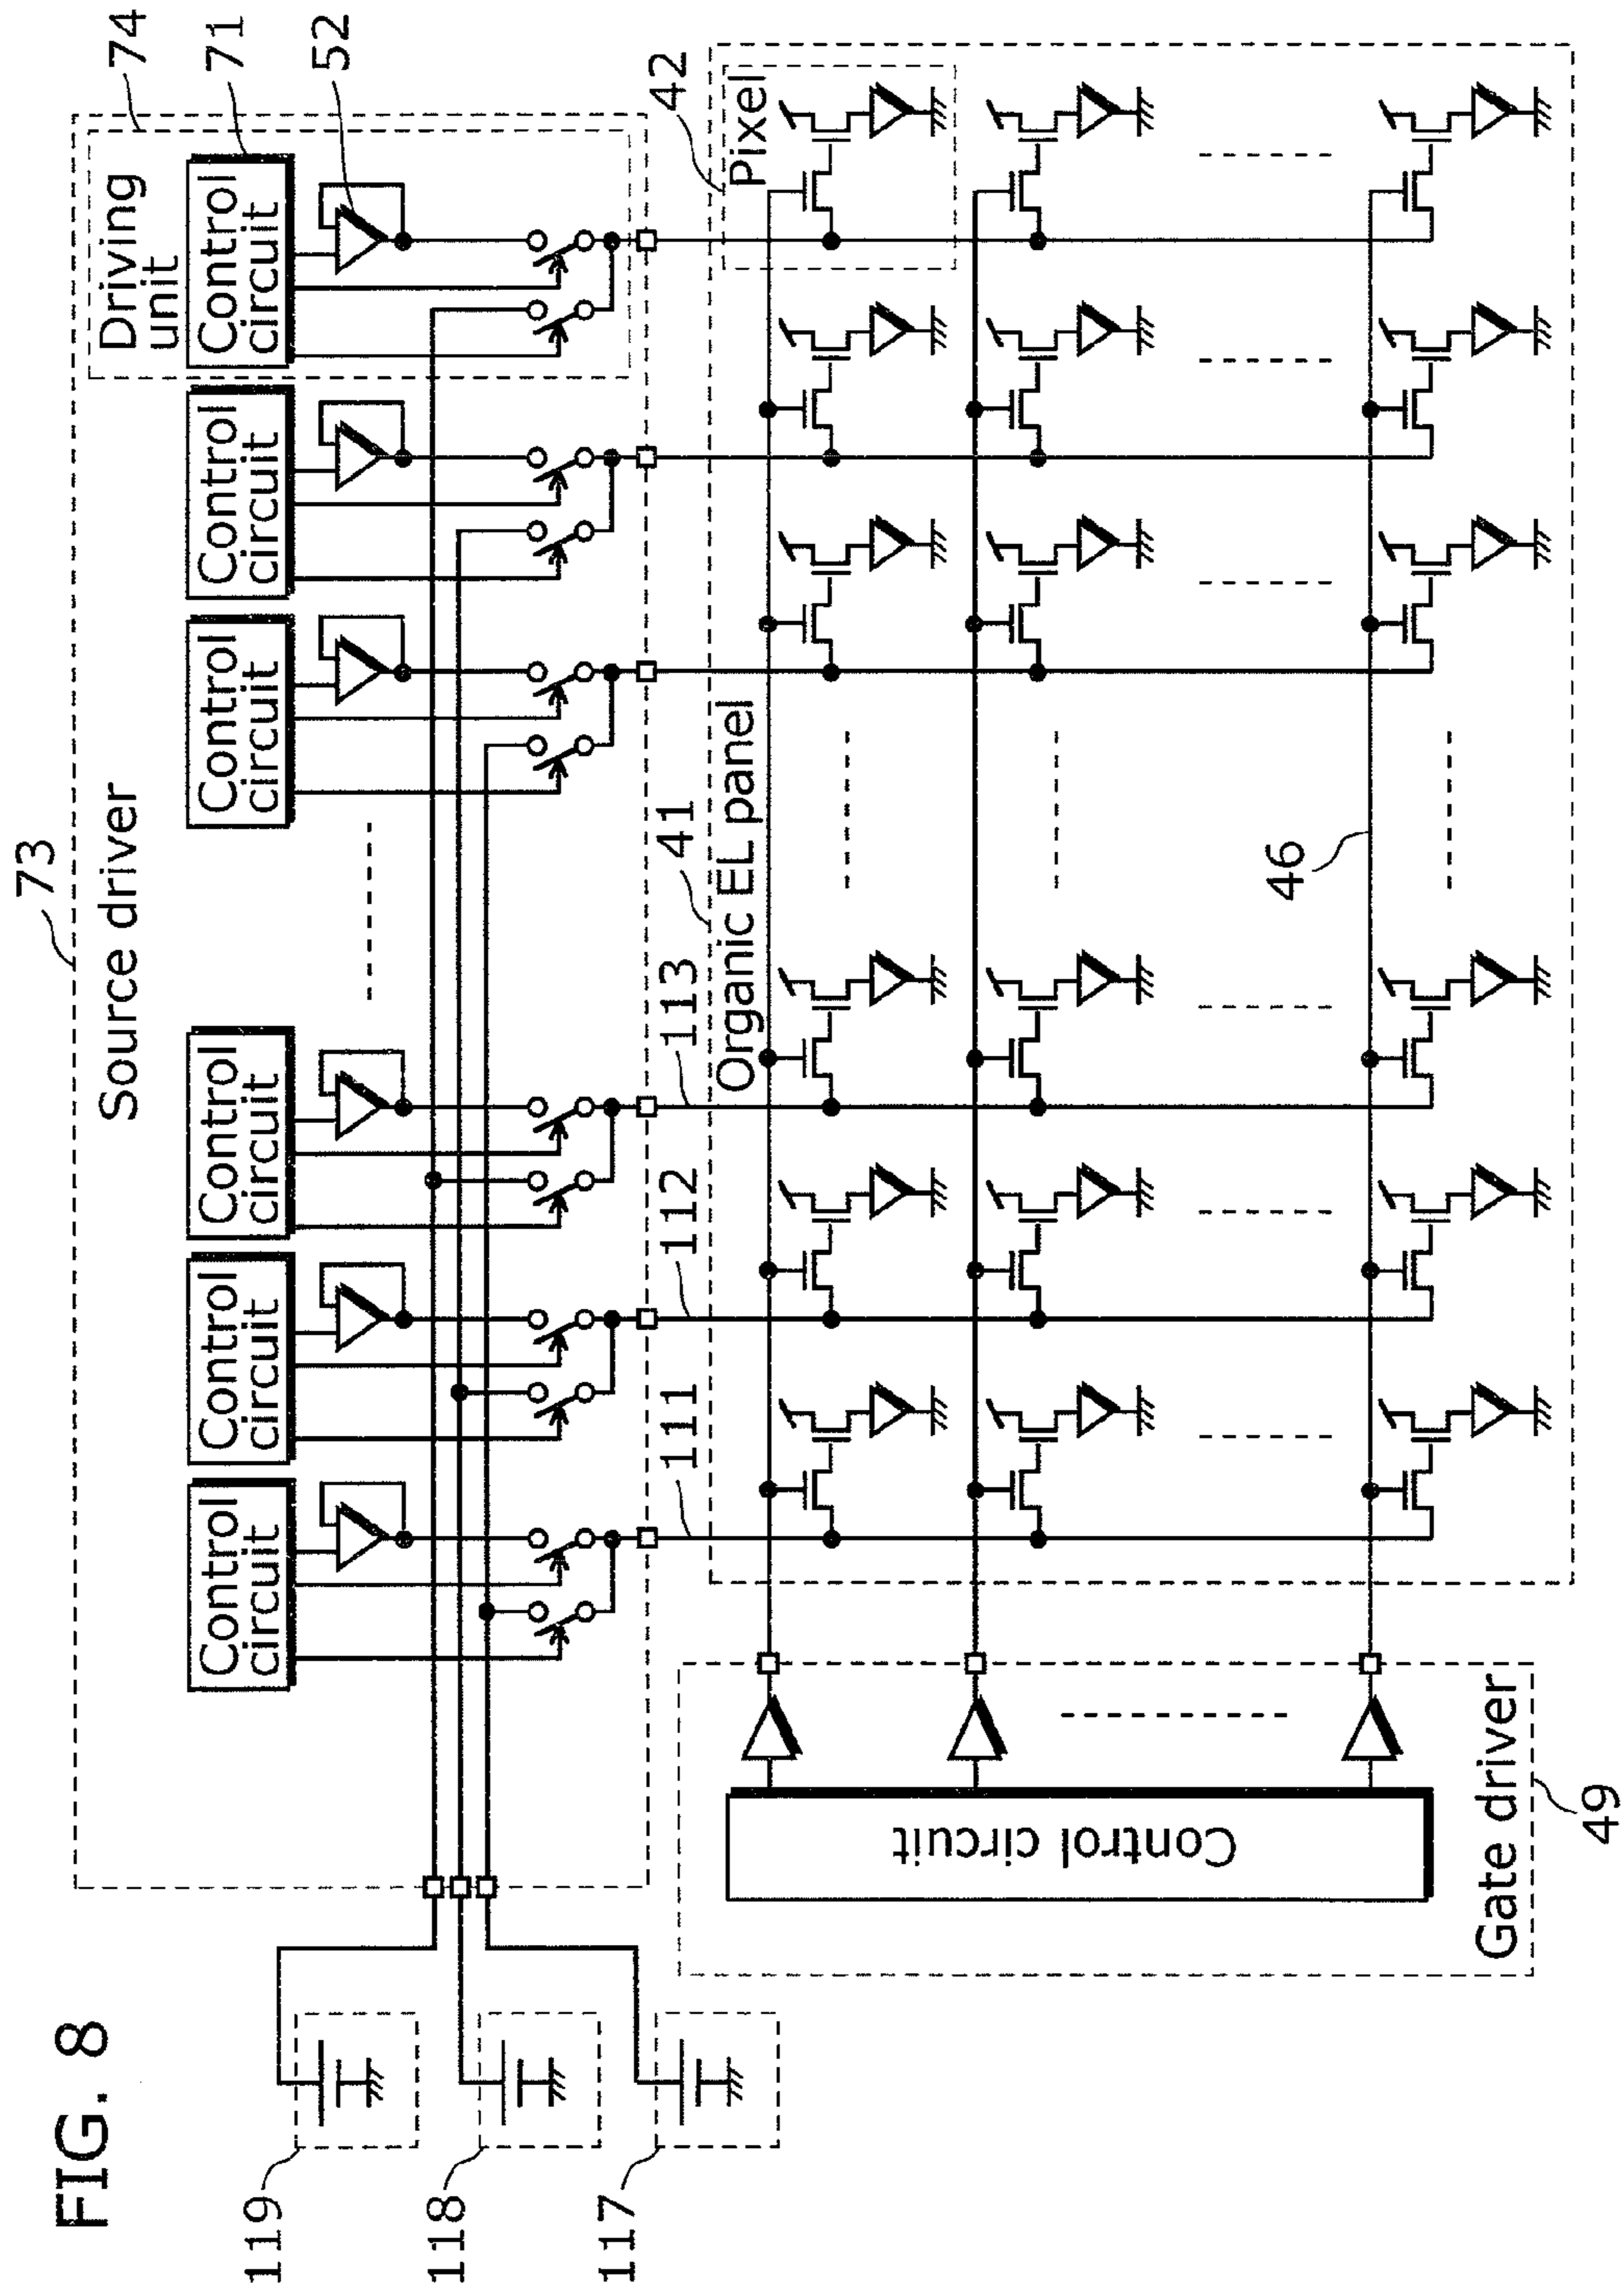 FIG. 8
73
Source driver
74
Driving
unit
71
52
Control
circuit
Control
circuit
Control
circuit
Control
circuit
Control
circuit
Control
circuit
119
118
117
111
112
113
41
Organic EL panel
42
Pixel
46
Control circuit
Gate driver
49